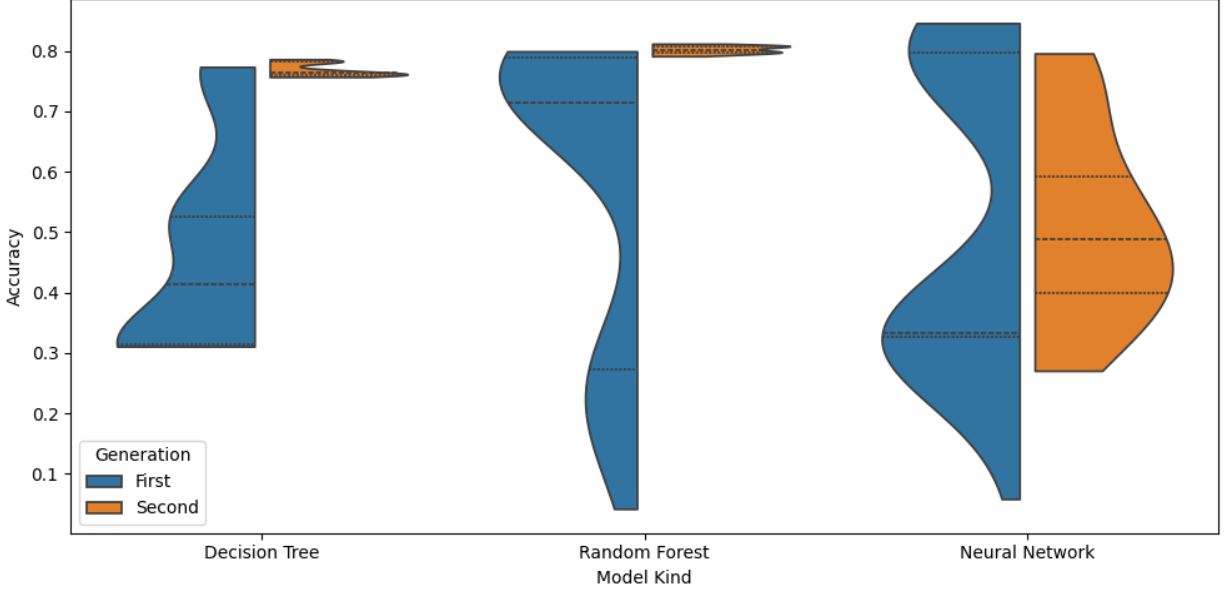 0.8
0.7
0.6
0.5
0.4
0.3
0.2
0.1
Accuracy
Generation
First
Second
Decision Tree
Random Forest
Neural Network
Model Kind